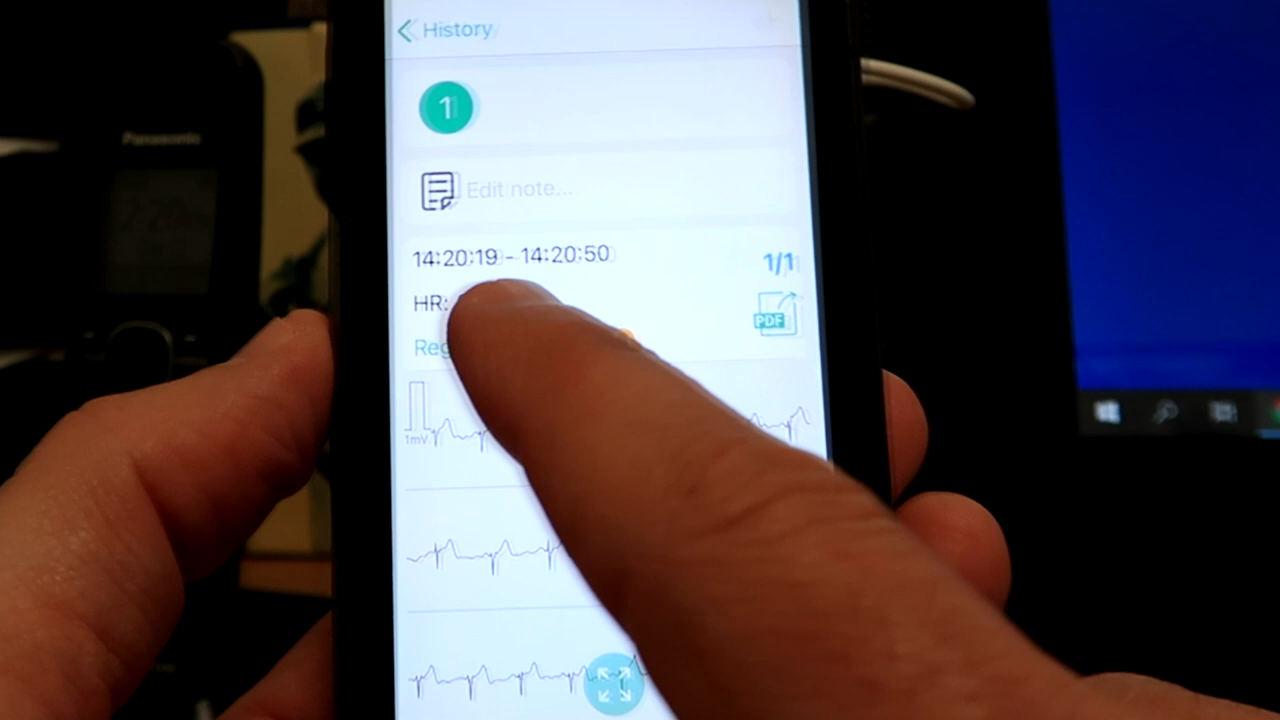 History
Panasonic
1
Edit note...
14:20:19 - 14:20:50
1/1
HR:
PDF
1mV